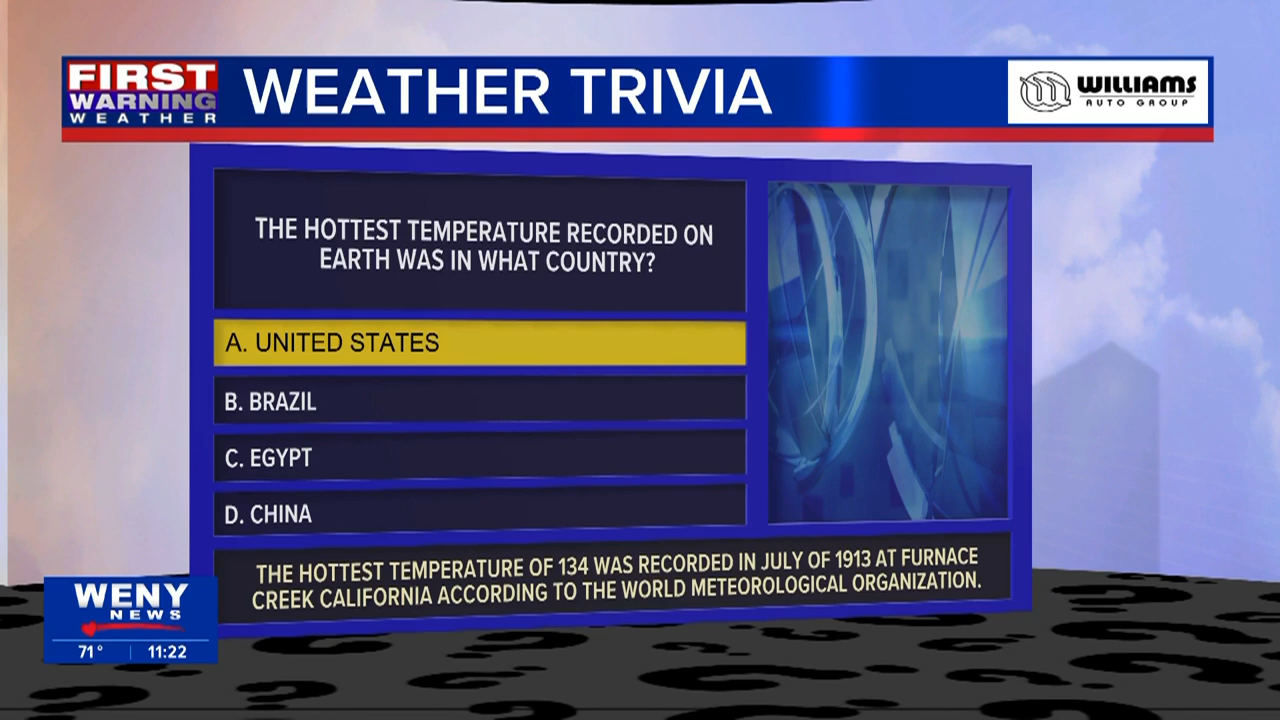 FIRST
WARNING
WEATHER
WEATHER TRIVIA
WILLIAMS
AUTO GROUP
THE HOTTEST TEMPERATURE RECORDED ON
EARTH WAS IN WHAT COUNTRY?
A. UNITED STATES
B. BRAZIL
C. EGYPT
D. CHINA
THE HOTTEST TEMPERATURE OF 134 WAS RECORDED IN JULY OF 1913 AT FURNACE
CREEK CALIFORNIA ACCORDING TO THE WORLD METEOROLOGICAL ORGANIZATION.
WENY
NEWS
71° | 11:22